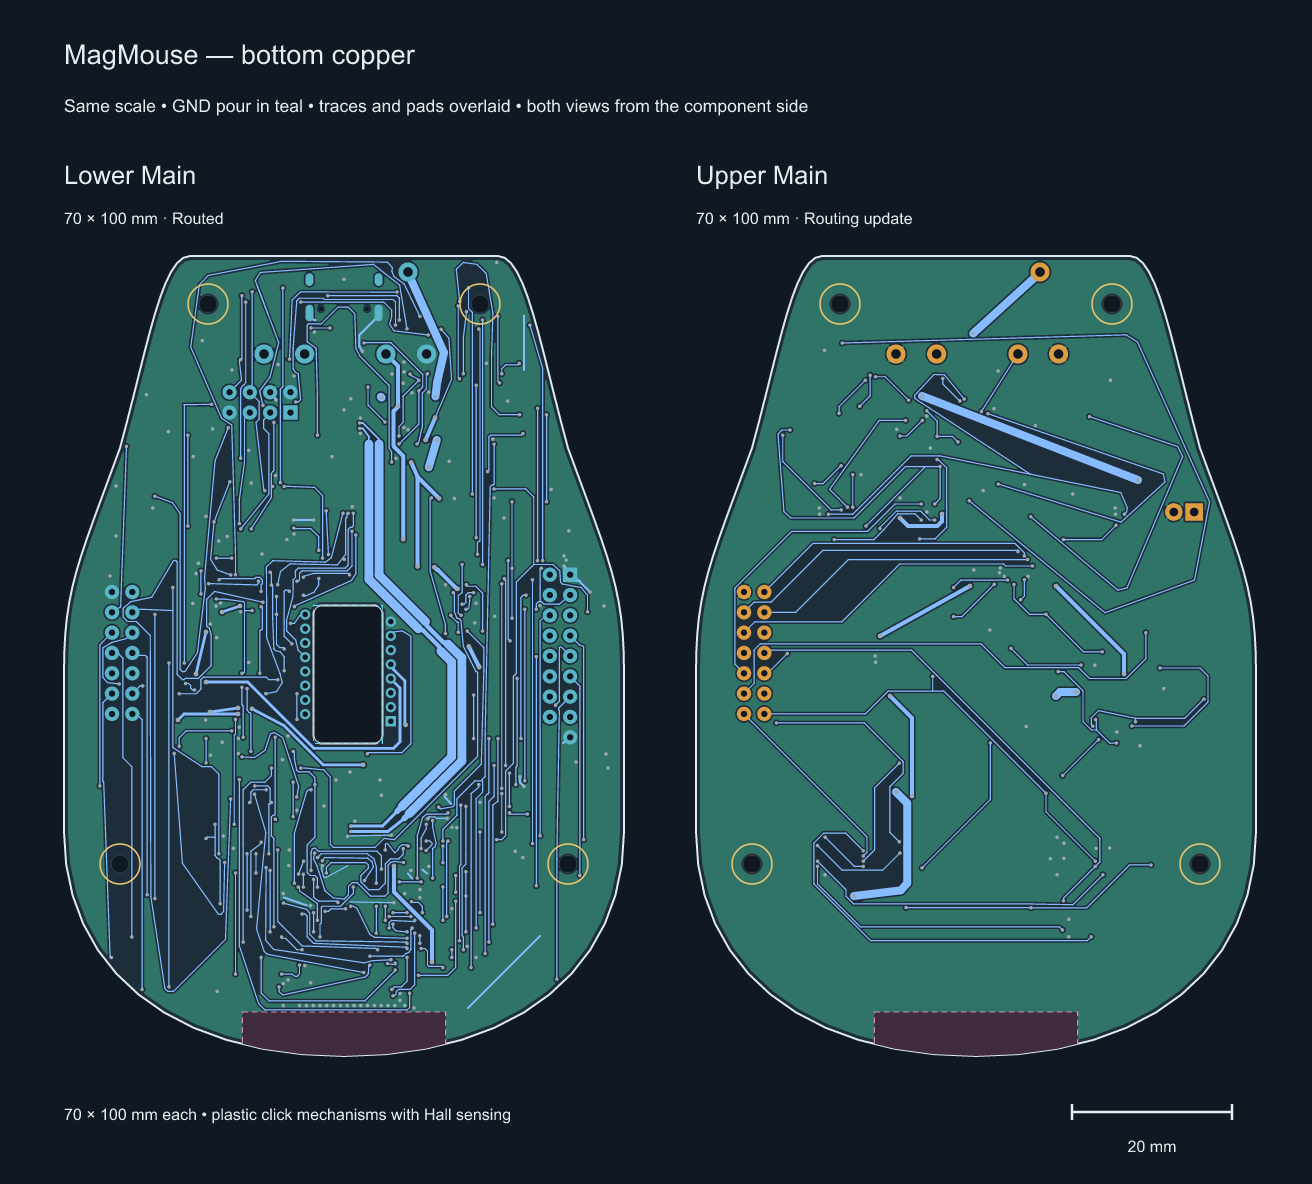 MagMouse — bottom copper
Same scale • GND pour in teal • traces and pads overlaid • both views from the component side
Lower Main
70 × 100 mm · Routed
Upper Main
70 × 100 mm · Routing update
70 × 100 mm each • plastic click mechanisms with Hall sensing
20 mm